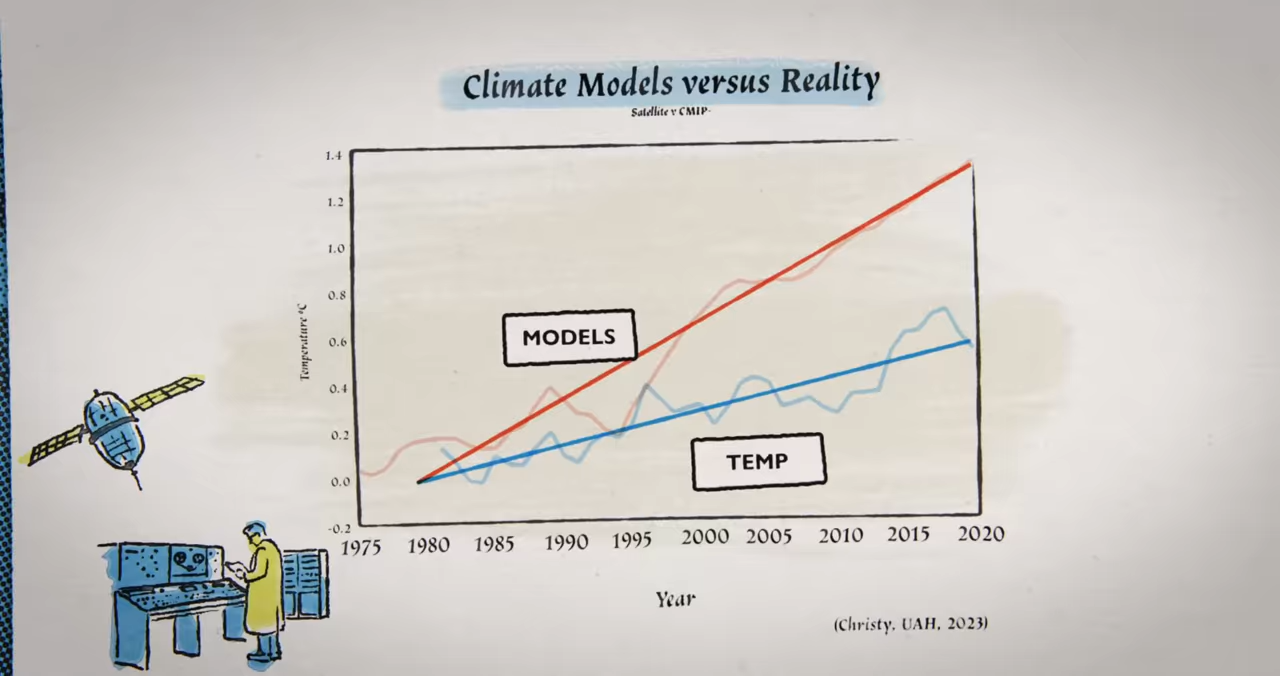 Climate Models versus Reality
Satellite v CMIP
1.4
1.2
1.0
0.8
0.6
0.4
0.2
0.0
-0.2
Temperature °C
MODELS
TEMP
1975 1980 1985 1990 1995 2000 2005 2010 2015 2020
Year
(Christy, UAH, 2023)